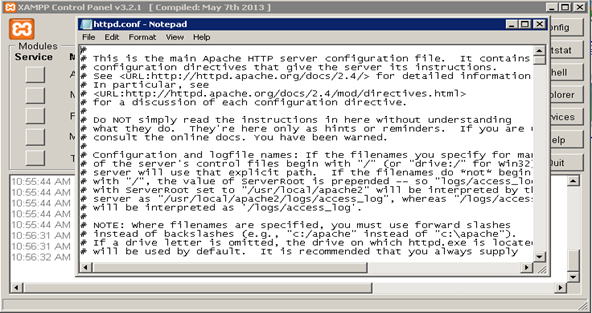 XAMPP Control Panel v3.2.1 [ Compiled: May 7th 2013 ]
httpd.conf - Notepad
File Edit Format View Help
#
# This is the main Apache HTTP server configuration file. It contains
# configuration directives that give the server its instructions.
# See <URL:http://httpd.apache.org/docs/2.4/> for detailed information
# In particular, see
# <URL:http://httpd.apache.org/docs/2.4/mod/directives.html>
# for a discussion of each configuration directive.
#
# Do NOT simply read the instructions in here without understanding
# what they do. They're here only as hints or reminders. If you are u
# consult the online docs. You have been warned.
#
# Configuration and logfile names: If the filenames you specify for man
# of the server's control files begin with "/" (or "drive:/" for Win32)
# server will use that explicit path. If the filenames do *not* begin
# with "/", the value of ServerRoot is prepended -- so "logs/access_log
# with ServerRoot set to "/usr/local/apache2" will be interpreted by th
# server as "/usr/local/apache2/logs/access_log", whereas "/logs/access
# will be interpreted as '/logs/access_log'.
#
# NOTE: Where filenames are specified, you must use forward slashes
# instead of backslashes (e.g., "c:/apache" instead of "c:\apache").
# If a drive letter is omitted, the drive on which httpd.exe is locate
# will be used by default. It is recommended that you always supply
Modules
Service
M
A
M
F
M
T
onfig
tstat
hell
plorer
vices
elp
Quit
10:55:44 AM
10:55:44 AM
10:55:44 AM
10:55:44 AM
10:56:31 AM
10:56:31 AM
10:56:32 AM